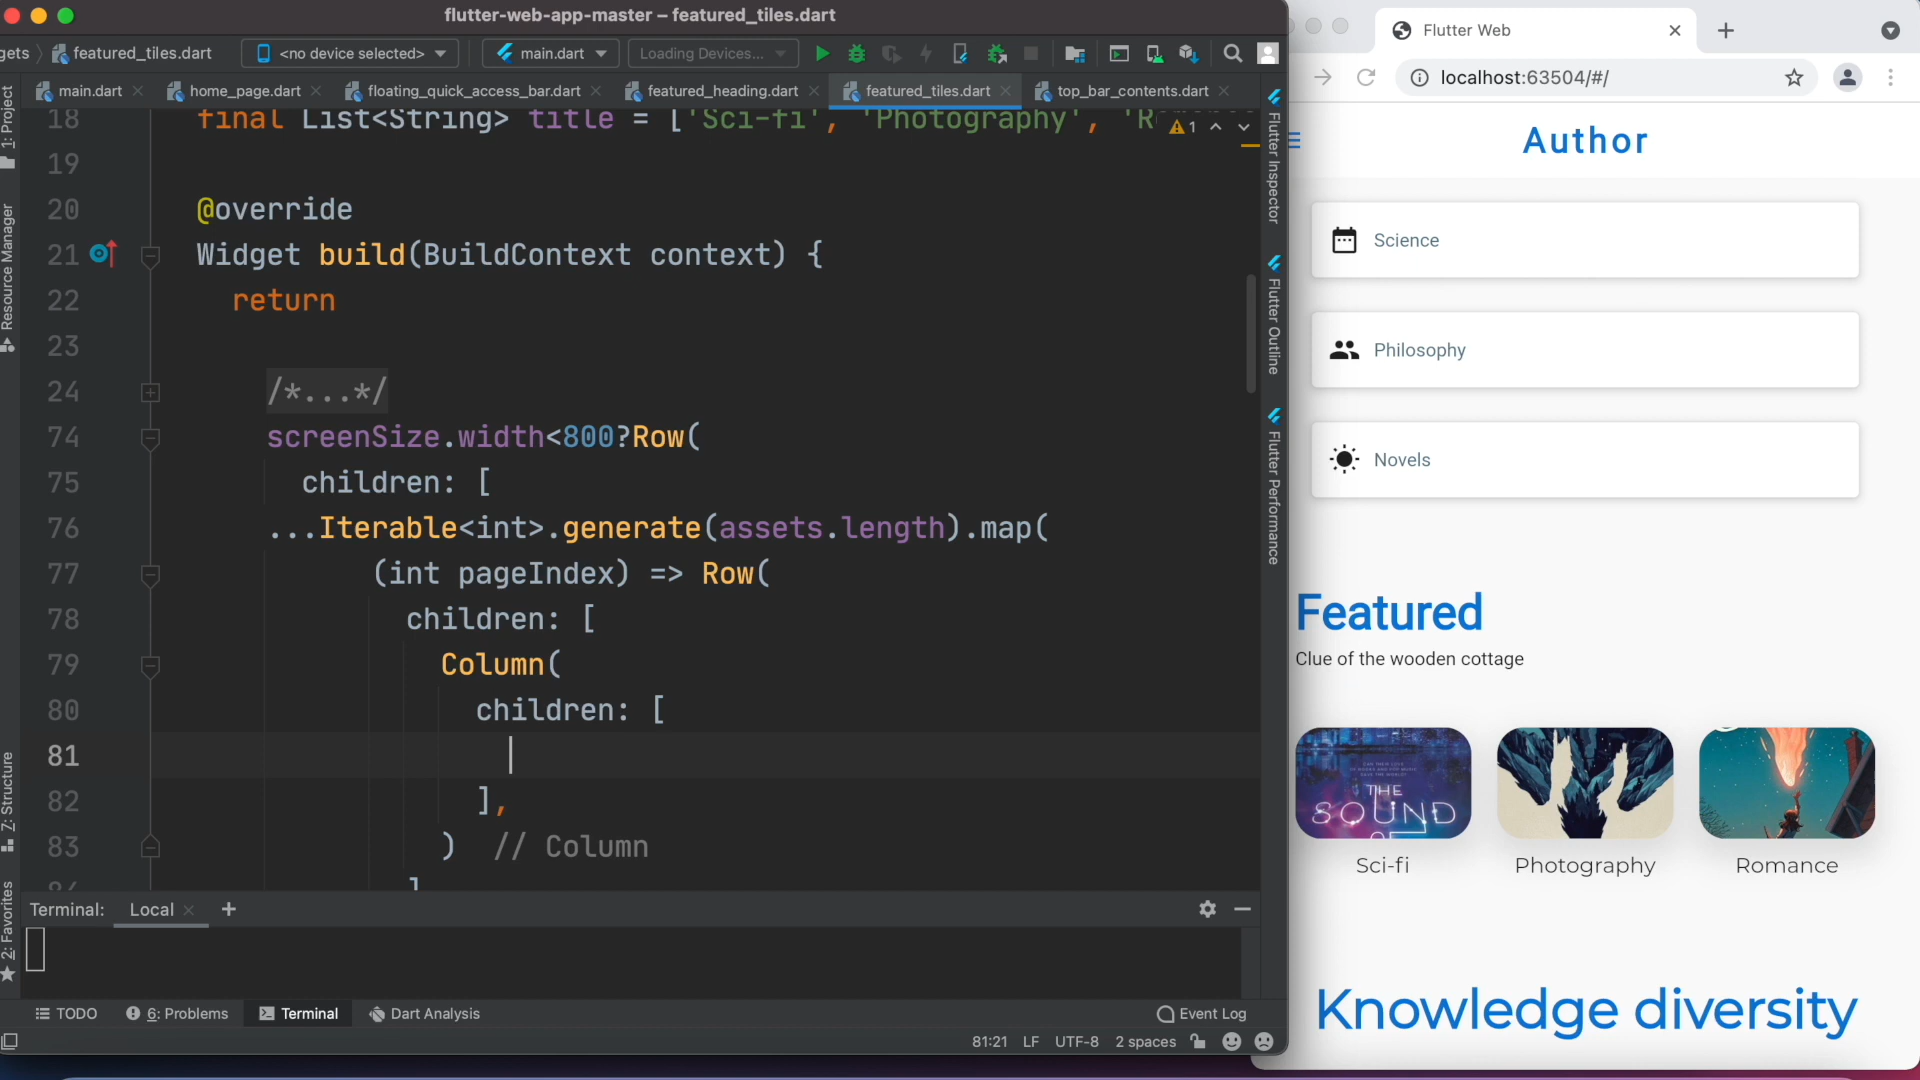 flutter-web-app-master – featured_tiles.dart
gets
featured_tiles.dart
<no device selected>
main.dart
Loading Devices...
main.dart
home_page.dart
floating_quick_access_bar.dart
featured_heading.dart
featured_tiles.dart
top_bar_contents.dart
1: Project
Resource Manager
Z: Structure
2: Favorites
18 final List<String> title = ['Sci-fi', 'Photography', 'R
1
19
20 @override
21 Widget build(BuildContext context) {
22 return
23
24 /*...*/
74 screenSize.width<800?Row(
75 children: [
76 ...Iterable<int>.generate(assets.length).map(
77 (int pageIndex) => Row(
78 children: [
79 Column(
80 children: [
81
82 ],
83 ) // Column
84 ]
Flutter Inspector
Flutter Outline
Flutter Performance
Terminal:
Local
TODO
6: Problems
Terminal
Dart Analysis
Event Log
81:21 LF UTF-8 2 spaces
Flutter Web
localhost:63504/#/
Author
Science
Philosophy
Novels
Featured
Clue of the wooden cottage
THE
SOUND
Sci-fi
Photography
Romance
Knowledge diversity